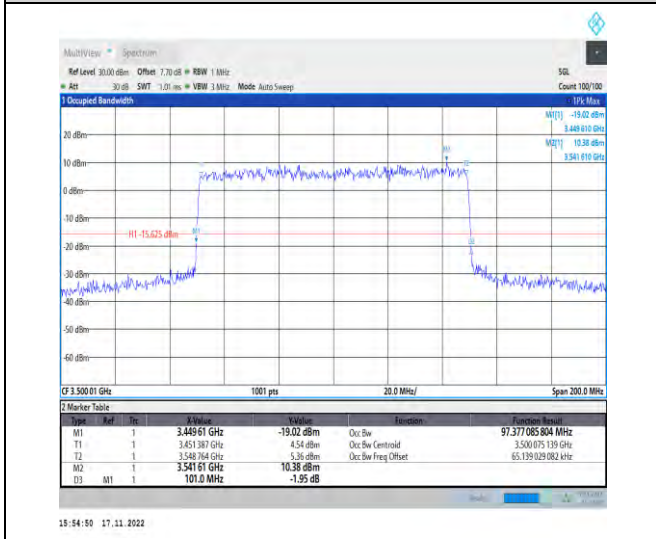 MultiView Spectrum
Ref Level 30.00 dBm Offset 7.70 dB RBW 1 MHz SGL
Att 30 dB SWT 1.01 ms VBW 3 MHz Mode Auto Sweep Count 100/100
1 Occupied Bandwidth 1Pk Max
M1[1] -19.02 dBm
3.449 610 GHz
M2[1] 10.38 dBm
3.541 610 GHz
20 dBm
10 dBm
0 dBm
-10 dBm
H1 -15.625 dBm
M1
-20 dBm
-30 dBm
-40 dBm
-50 dBm
-60 dBm
CF 3.500 01 GHz 1001 pts 20.0 MHz/ Span 200.0 MHz
2 Marker Table
Type Ref Trc X-Value Y-Value Function Function Result
M1 1 3.449 61 GHz -19.02 dBm Occ Bw 97.377 085 804 MHz
T1 1 3.451 387 GHz 4.54 dBm Occ Bw Centroid 3.500 075 139 GHz
T2 1 3.548 764 GHz 5.36 dBm Occ Bw Freq Offset 65.139 029 082 kHz
M2 1 3.541 61 GHz 10.38 dBm
D3 M1 1 101.0 MHz -1.95 dB
15:54:50 17.11.2022